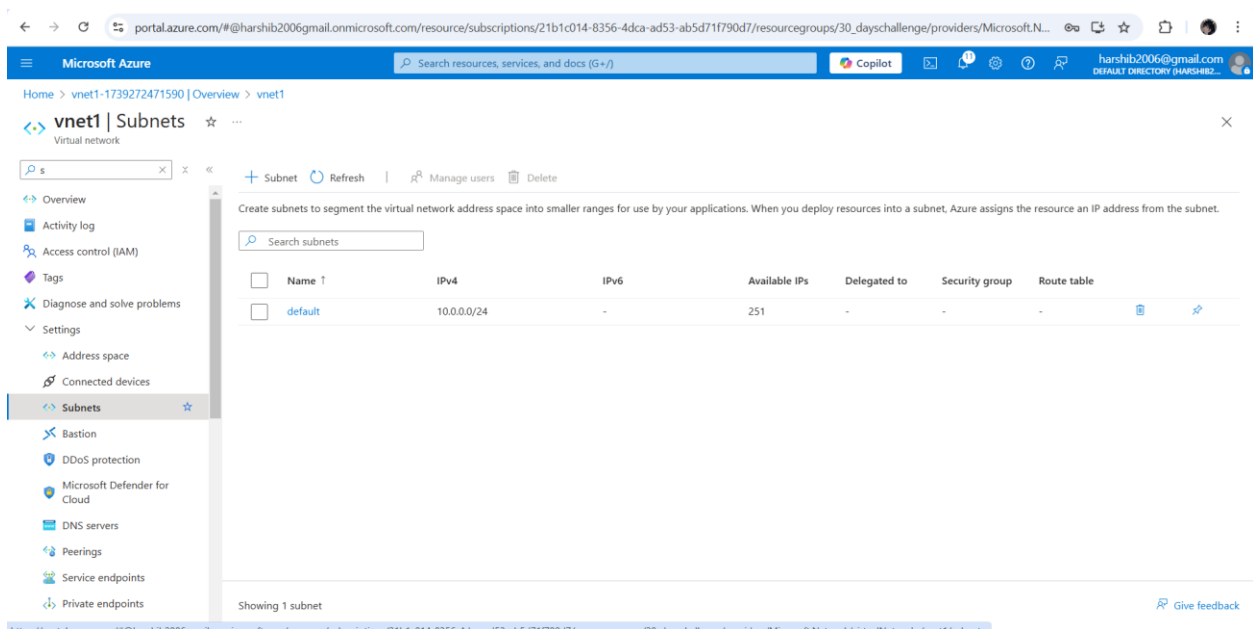 portal.azure.com/#@harshib2006gmail.onmicrosoft.com/resource/subscriptions/21b1c014-8356-4dca-ad53-ab5d71f790d7/resourcegroups/30_dayschallenge/providers/Microsoft.N...
Microsoft Azure
Search resources, services, and docs (G+/)
Copilot
11
harshib2006@gmail.com
DEFAULT DIRECTORY (HARSHIB2...
Home > vnet1-1739272471590 | Overview > vnet1
vnet1 | Subnets
Virtual network
s
+ Subnet Refresh | Manage users Delete
Overview
Activity log
Access control (IAM)
Tags
Diagnose and solve problems
Settings
Address space
Connected devices
Subnets
Bastion
DDoS protection
Microsoft Defender for
Cloud
DNS servers
Peerings
Service endpoints
Private endpoints
Create subnets to segment the virtual network address space into smaller ranges for use by your applications. When you deploy resources into a subnet, Azure assigns the resource an IP address from the subnet.
Search subnets
Name ↑ IPv4 IPv6 Available IPs Delegated to Security group Route table
default 10.0.0.0/24 - 251 - - -
Showing 1 subnet
Give feedback